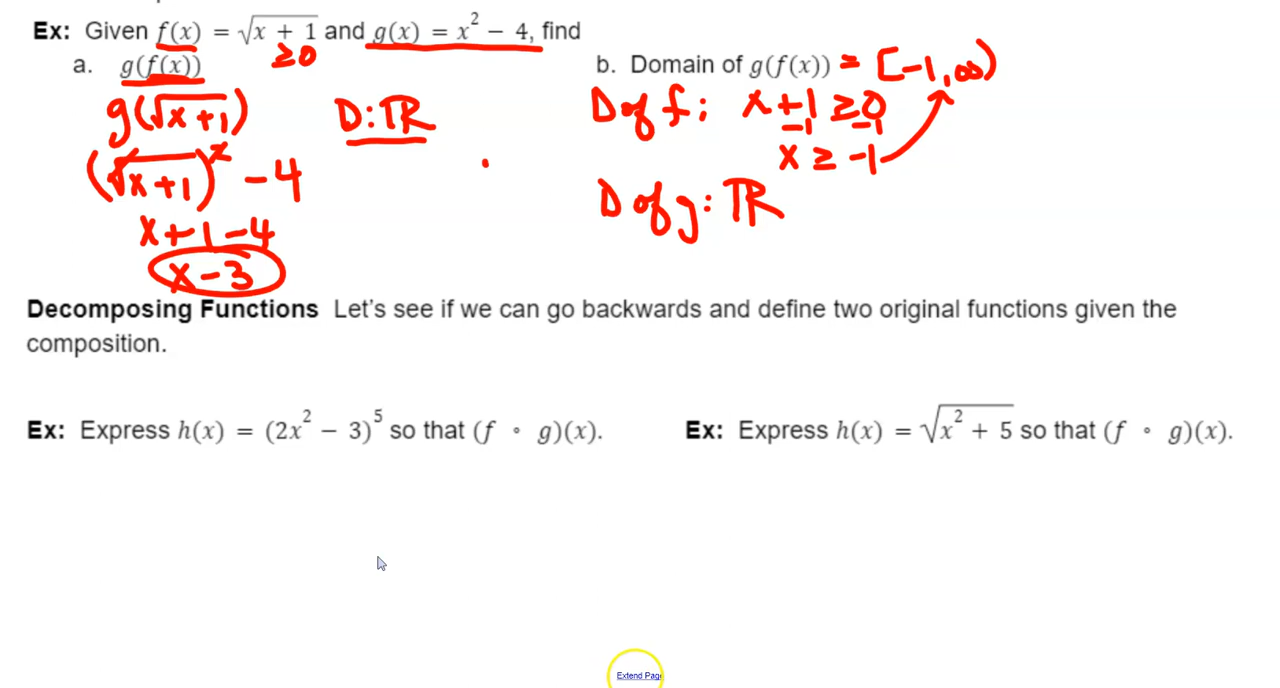 Ex: Given f(x) = √x + 1 and g(x) = x² − 4, find
≥0
a. g(f(x))
b. Domain of g(f(x)) = [-1, ∞)
g(√x+1)
D: ℝ
D of f: x+1 ≥ 0
-1 -1
x ≥ -1
(√x+1)² - 4
D of g: ℝ
x+1-4
x-3
Decomposing Functions Let's see if we can go backwards and define two original functions given the
composition.
Ex: Express h(x) = (2x² − 3)⁵ so that (f ∘ g)(x).
Ex: Express h(x) = √x² + 5 so that (f ∘ g)(x).
Extend Page